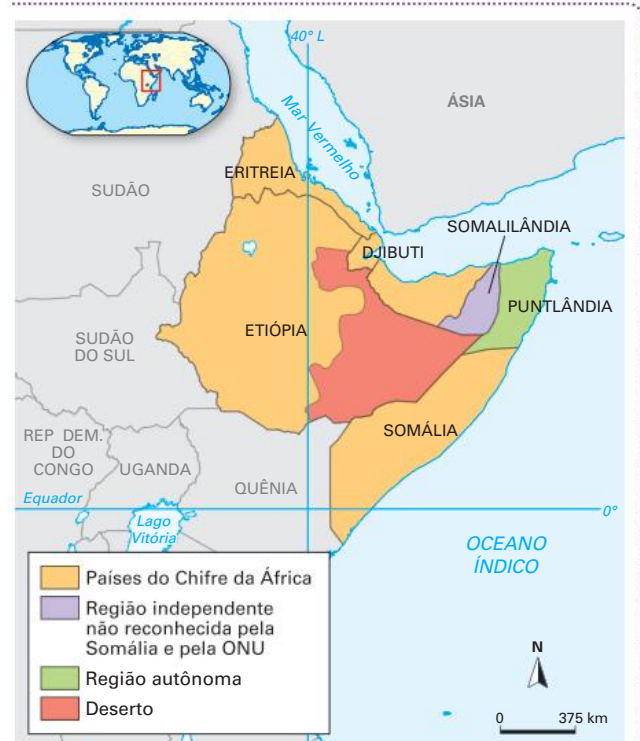 40° L
Mar Vermelho
ÁSIA
SUDÃO
ERITREIA
SOMALILÂNDIA
DJIBUTI
PUNTLÂNDIA
ETIÓPIA
SUDÃO
DO SUL
SOMÁLIA
REP DEM.
DO
CONGO
UGANDA
QUÊNIA
Equador
0°
Lago
Vitória
OCEANO
ÍNDICO
Países do Chifre da África
Região independente
não reconhecida pela
Somália e pela ONU
Região autônoma
Deserto
N
0 375 km